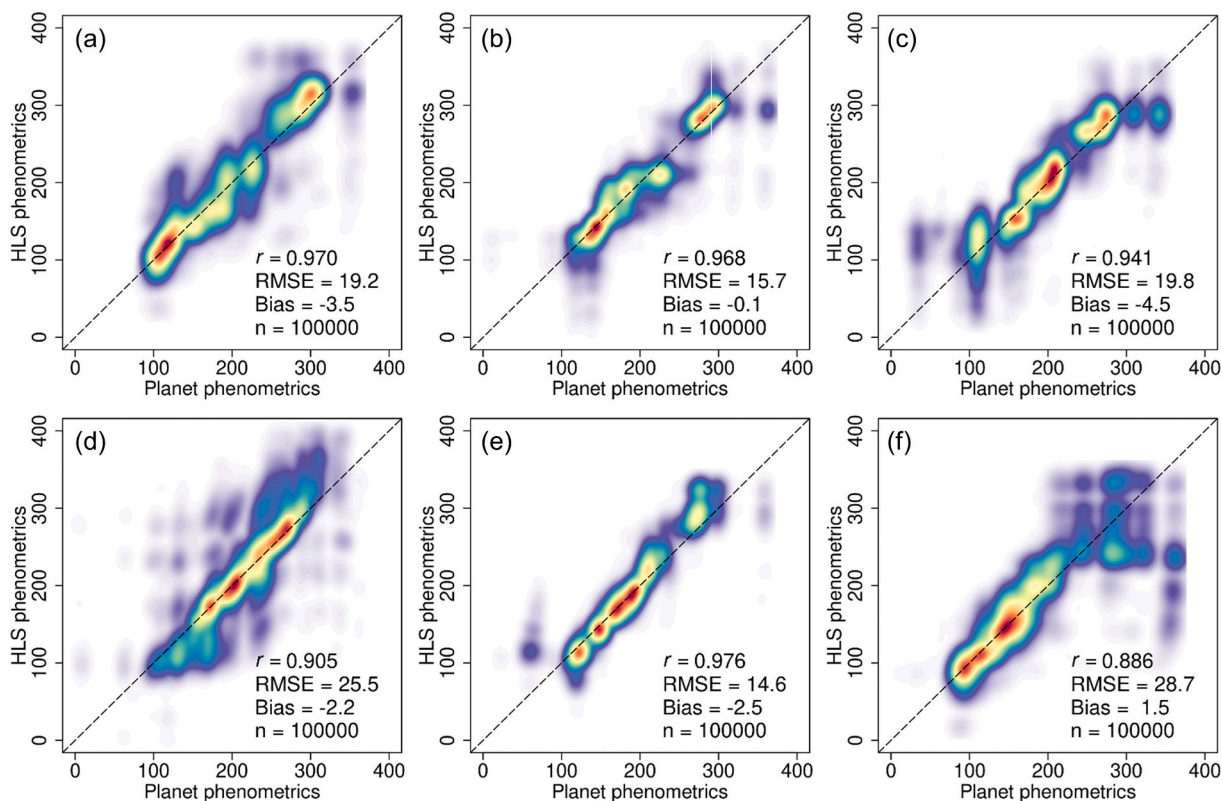 (a)
400
300
200
100
0
HLS phenometrics
r = 0.970
RMSE = 19.2
Bias = -3.5
n = 100000
0 100 200 300 400
Planet phenometrics
(b)
400
300
200
100
0
HLS phenometrics
r = 0.968
RMSE = 15.7
Bias = -0.1
n = 100000
0 100 200 300 400
Planet phenometrics
(c)
400
300
200
100
0
HLS phenometrics
r = 0.941
RMSE = 19.8
Bias = -4.5
n = 100000
0 100 200 300 400
Planet phenometrics
(d)
400
300
200
100
0
HLS phenometrics
r = 0.905
RMSE = 25.5
Bias = -2.2
n = 100000
0 100 200 300 400
Planet phenometrics
(e)
400
300
200
100
0
HLS phenometrics
r = 0.976
RMSE = 14.6
Bias = -2.5
n = 100000
0 100 200 300 400
Planet phenometrics
(f)
400
300
200
100
0
HLS phenometrics
r = 0.886
RMSE = 28.7
Bias = 1.5
n = 100000
0 100 200 300 400
Planet phenometrics